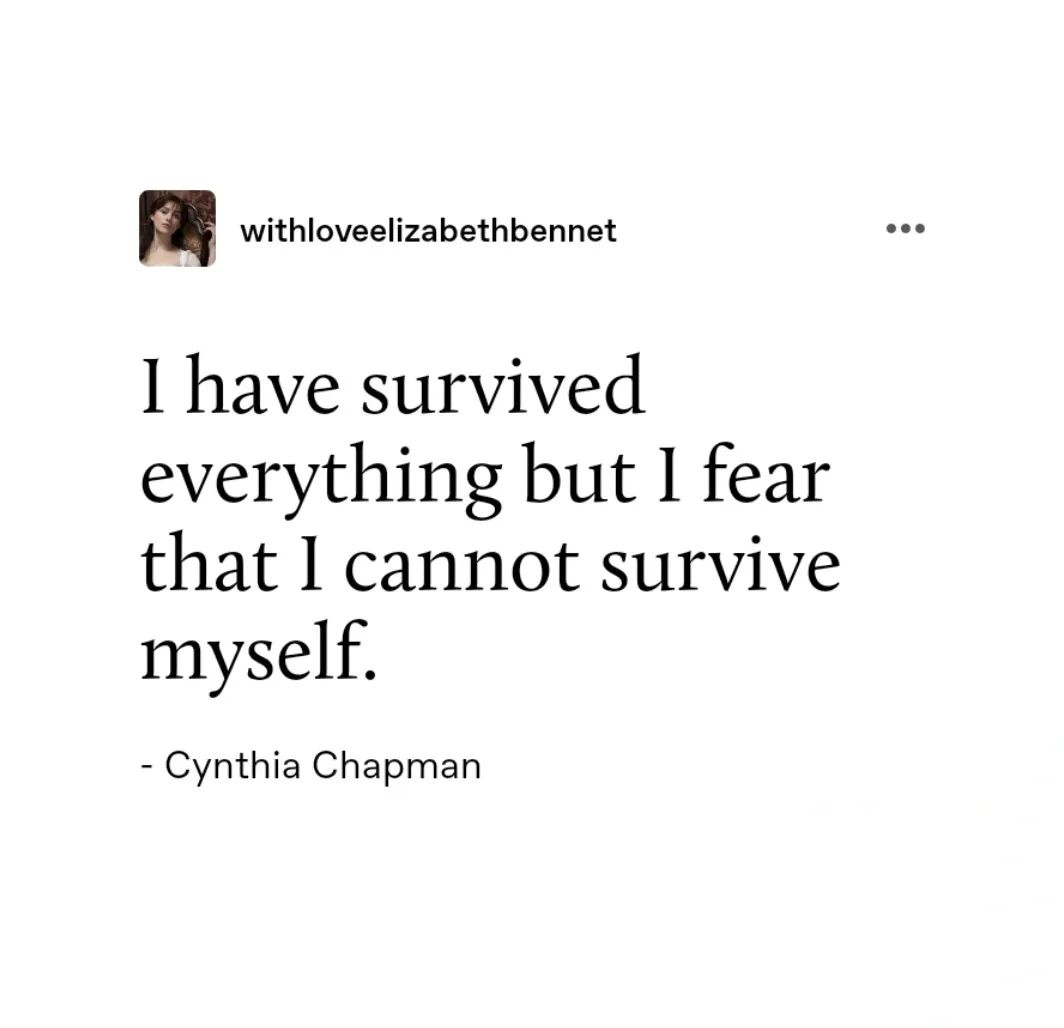 withloveelizabethbennet
I have survived
everything but I fear
that I cannot survive
myself.
- Cynthia Chapman